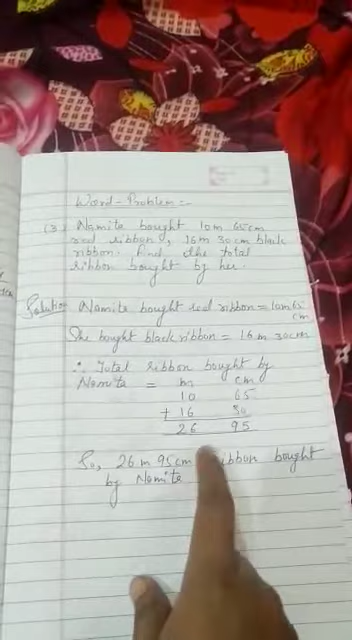 Word-Problem :-
(3) Namita bought 10m 65cm
red ribbon, 16m 30cm black
ribbon. Find the total
ribbon bought by her.
Solution Namita bought red ribbon = 10m 65
cm
She bought black ribbon = 16m 30cm
∴ Total ribbon bought by
Namita = m cm
10 65
+ 16 30
26 95
So, 26 m 95cm ribbon bought
by Namita